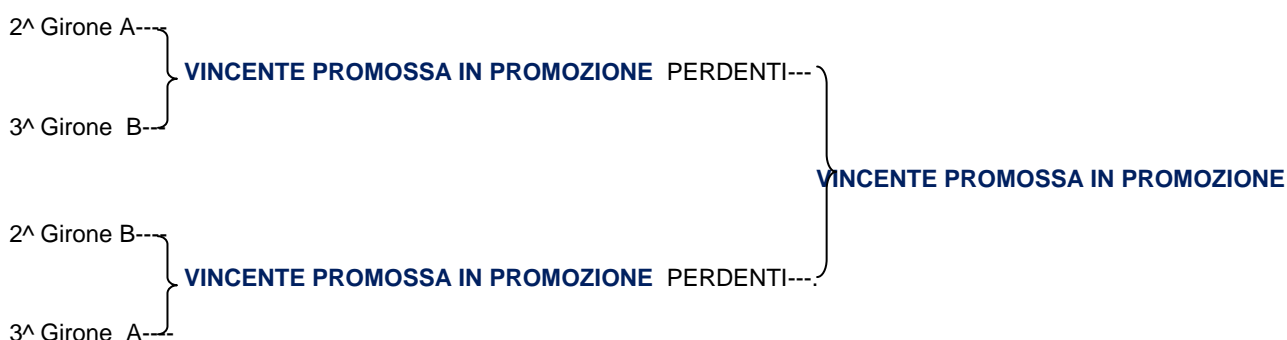 2^ Girone A----
VINCENTE PROMOSSA IN PROMOZIONE PERDENTI---
3^ Girone B----
VINCENTE PROMOSSA IN PROMOZIONE
2^ Girone B----
VINCENTE PROMOSSA IN PROMOZIONE PERDENTI---.
3^ Girone A----